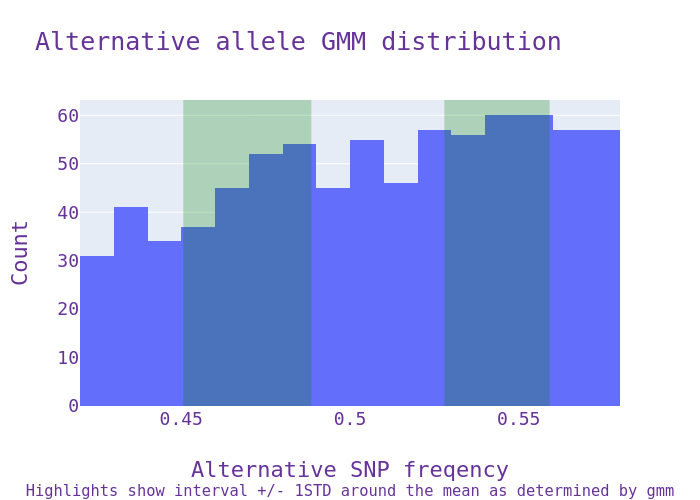 Alternative allele GMM distribution
60
50
40
30
20
10
0
Count
0.45 0.5 0.55
Alternative SNP freqency
Highlights show interval +/- 1STD around the mean as determined by gmm